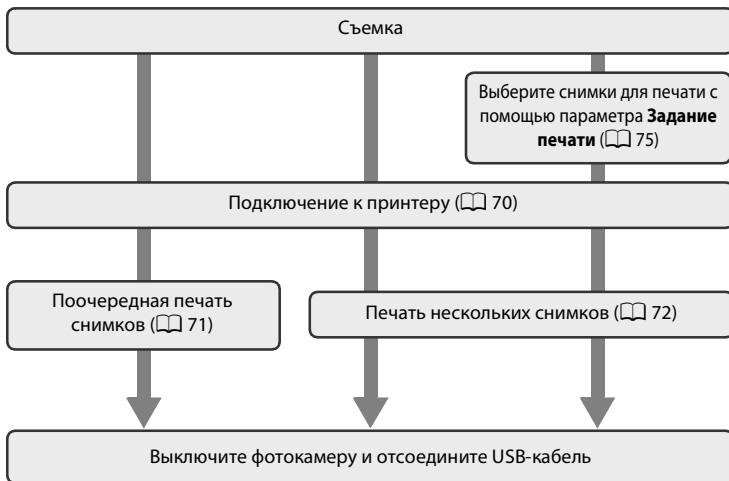 Съемка
Выберите снимки для печати с
помощью параметра Задание
печати (75)
Подключение к принтеру (70)
Поочередная печать
снимков (71)
Печать нескольких снимков (72)
Выключите фотокамеру и отсоедините USB-кабель